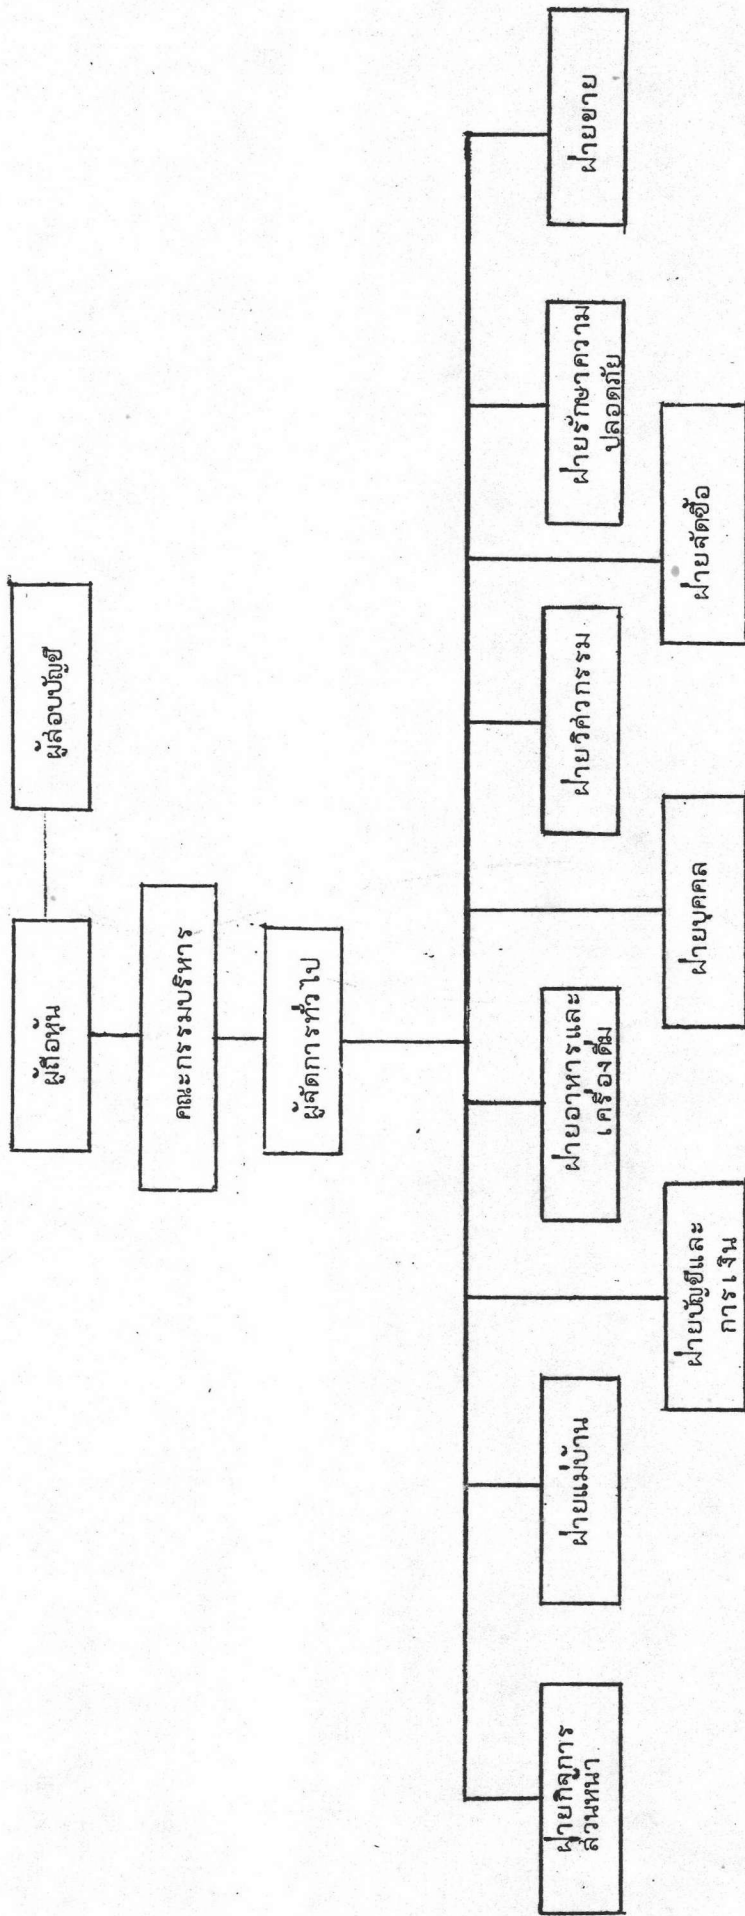 ผู้ถือหุ้น
ผู้สอบบัญชี
คณะกรรมบริหาร
ผู้จัดการทั่วไป
ฝ่ายกิจการ
ส่วนหน้า
ฝ่ายแม่บ้าน
ฝ่ายอาหารและ
เครื่องดื่ม
ฝ่ายวิศวกรรม
ฝ่ายรักษาความ
ปลอดภัย
ฝ่ายขาย
ฝ่ายบัญชีและ
การเงิน
ฝ่ายบุคคล
ฝ่ายจัดซื้อ